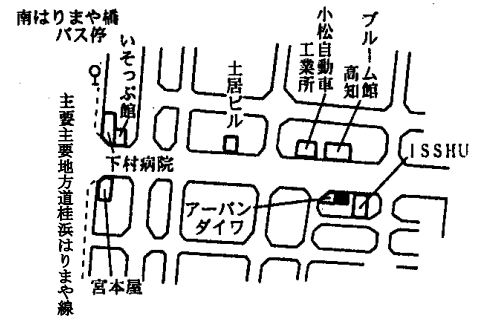 南はりまや橋
バス停
いそっぷ館
土居ビル
小松自動車
工業所
ブルーム館
高知
ISSHU
下村病院
アーバン
ダイワ
宮本屋
主要主要地方道桂浜はりまや線